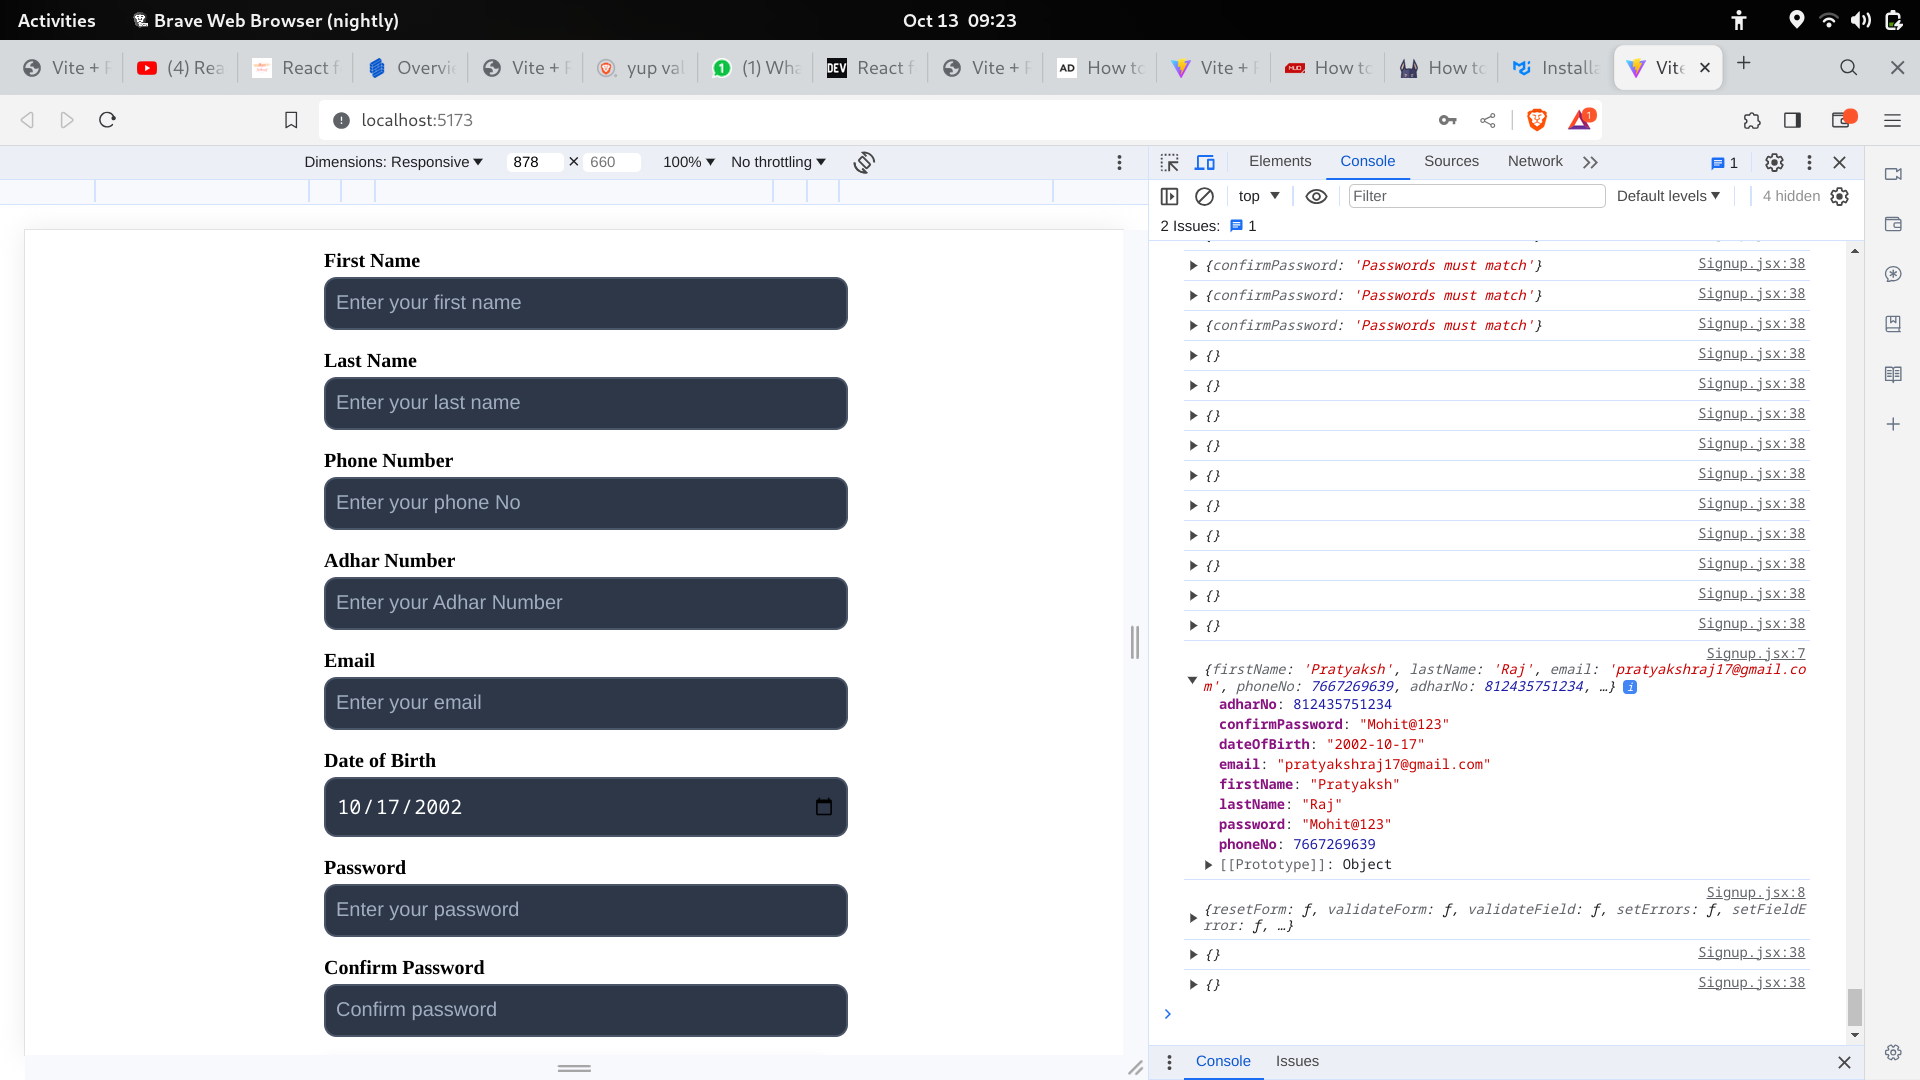 Activities
Brave Web Browser (nightly)
Oct 13 09:23
Vite +
(4) Rea
React f
Overvi
Vite +
yup val
(1) Wha
React f
Vite +
How to
Vite +
How to
How to
Installa
Vite
localhost:5173
Dimensions: Responsive
878 × 660
100%
No throttling
Elements
Console
Sources
Network
1
top
Filter
Default levels
4 hidden
2 Issues: 1
First Name
Enter your first name
Last Name
Enter your last name
Phone Number
Enter your phone No
Adhar Number
Enter your Adhar Number
Email
Enter your email
Date of Birth
10/17/2002
Password
Enter your password
Confirm Password
Confirm password
{confirmPassword: 'Passwords must match'} Signup.jsx:38
{confirmPassword: 'Passwords must match'} Signup.jsx:38
{confirmPassword: 'Passwords must match'} Signup.jsx:38
{} Signup.jsx:38
{} Signup.jsx:38
{} Signup.jsx:38
{} Signup.jsx:38
{} Signup.jsx:38
{} Signup.jsx:38
{} Signup.jsx:38
{} Signup.jsx:38
{} Signup.jsx:38
{} Signup.jsx:38
Signup.jsx:7
{firstName: 'Pratyaksh', lastName: 'Raj', email: 'pratyakshraj17@gmail.co
m', phoneNo: 7667269639, adharNo: 812435751234, …}
adharNo: 812435751234
confirmPassword: "Mohit@123"
dateOfBirth: "2002-10-17"
email: "pratyakshraj17@gmail.com"
firstName: "Pratyaksh"
lastName: "Raj"
password: "Mohit@123"
phoneNo: 7667269639
[[Prototype]]: Object
Signup.jsx:8
{resetForm: ƒ, validateForm: ƒ, validateField: ƒ, setErrors: ƒ, setFieldE
rror: ƒ, …}
{} Signup.jsx:38
{} Signup.jsx:38
Console
Issues